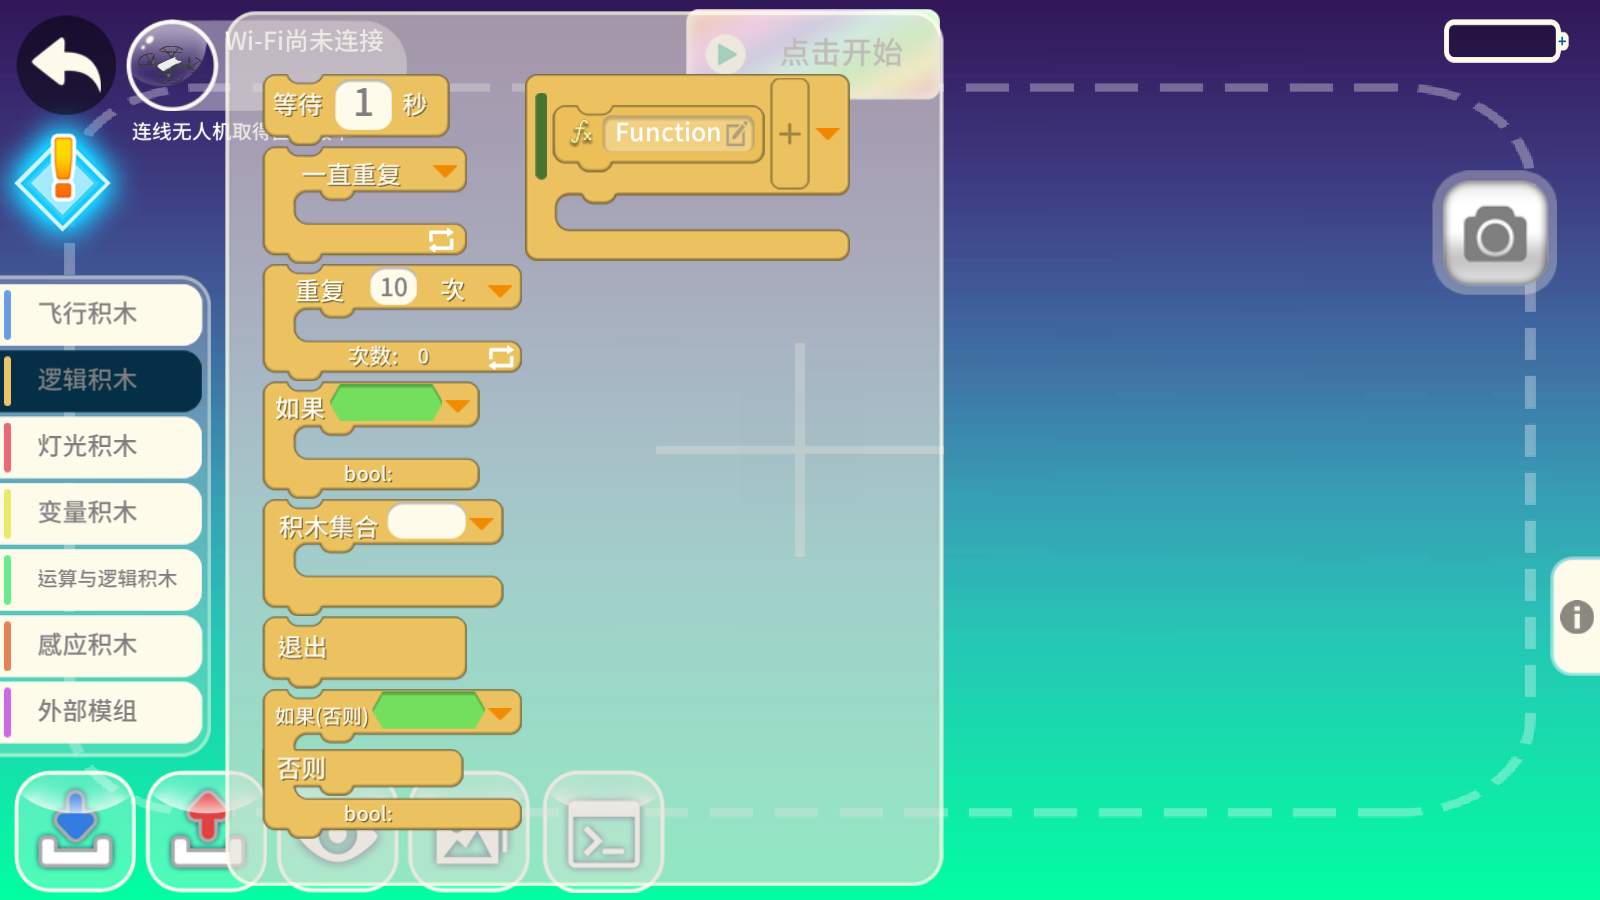 Wi-Fi尚未连接
点击开始
连线无人机取得
飞行积木
逻辑积木
灯光积木
变量积木
运算与逻辑积木
感应积木
外部模组
等待 1 秒
一直重复
重复 10 次
次数: 0
如果
bool:
积木集合
退出
如果(否则)
否则
bool:
fx Function +